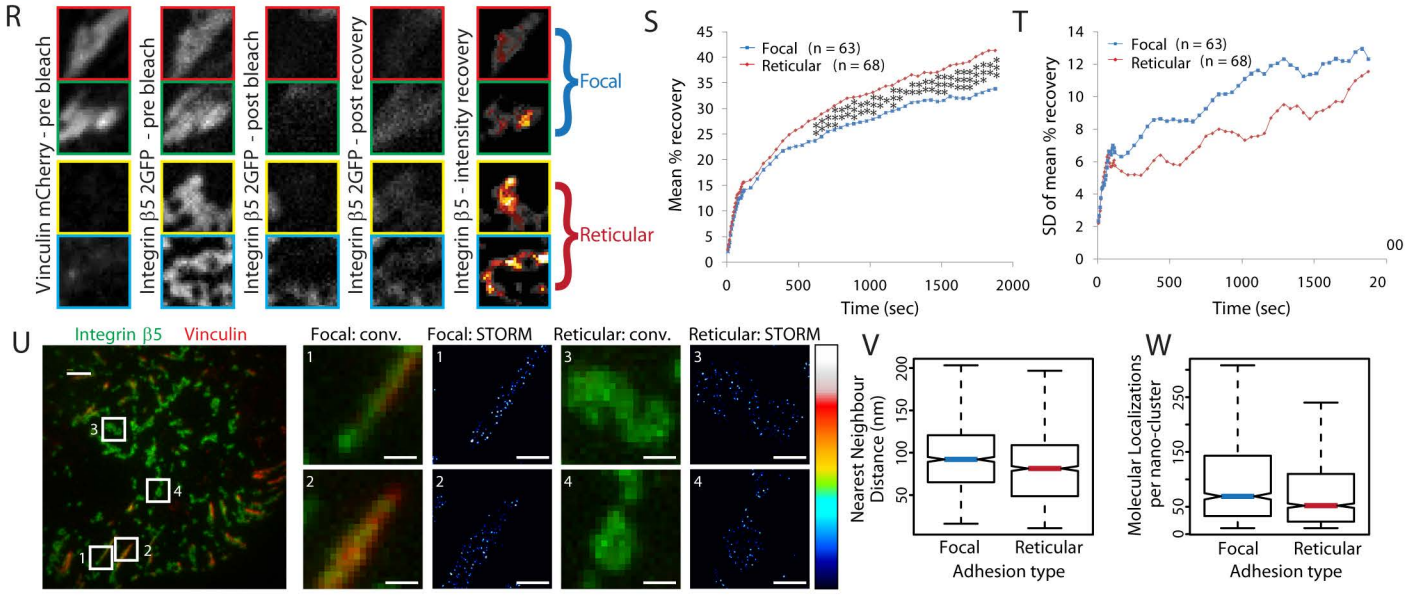 R
Vinculin mCherry - pre bleach
Integrin β5 2GFP - pre bleach
Integrin β5 2GFP - post bleach
Integrin β5 2GFP - post recovery
Integrin β5 - intensity recovery
Focal
Reticular
S
Mean % recovery
45
40
35
30
25
20
15
10
5
0
Focal (n = 63)
Reticular (n = 68)
0 500 1000 1500 2000
Time (sec)
T
SD of mean % recovery
14
12
10
8
6
4
2
0
Focal (n = 63)
Reticular (n = 68)
0 500 1000 1500 20
00
Time (sec)
U
Integrin β5 Vinculin
3
4
1
2
Focal: conv. Focal: STORM Reticular: conv. Reticular: STORM
1 1 3 3
2 2 4 4
V
Nearest Neighbour
Distance (nm)
200
150
100
50
Focal Reticular
Adhesion type
W
Molecular Localizations
per nano-cluster
250
150
50
0
Focal Reticular
Adhesion type